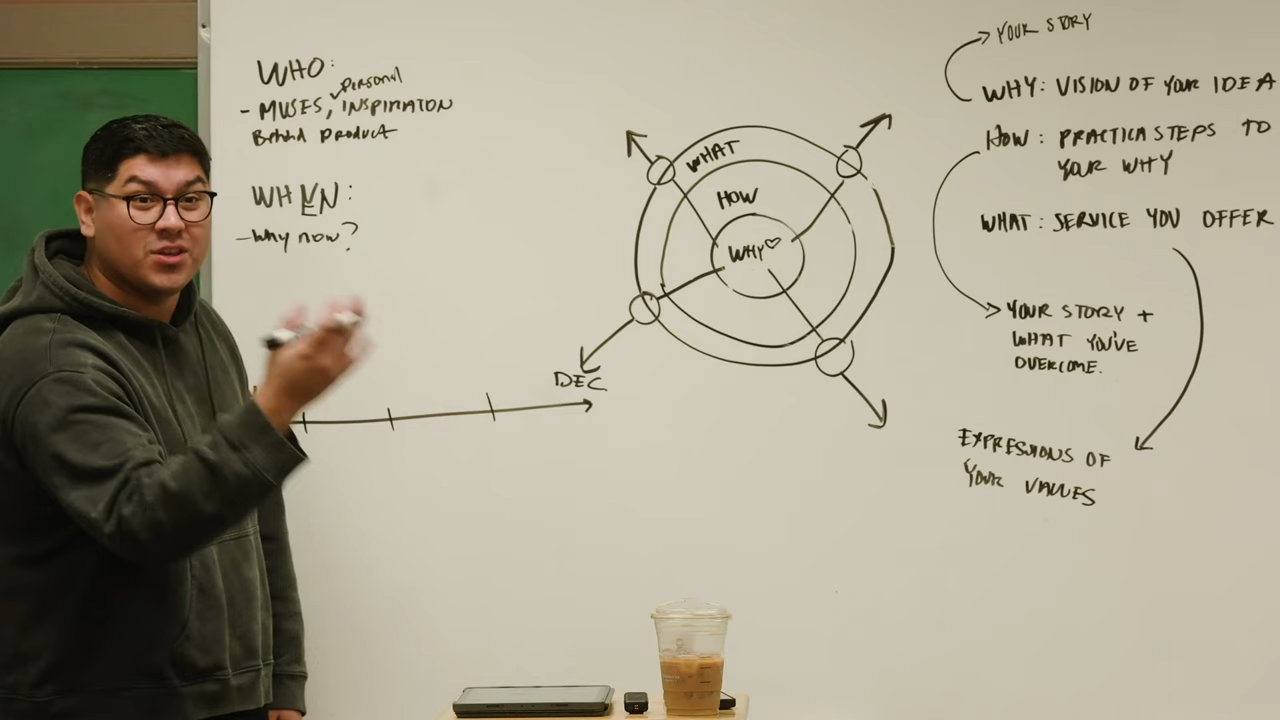 WHO:
personal
- MUSES, INSPIRATION
Behind product
WHEN:
- Why now?
WHAT
HOW
WHY♡
DEC
YOUR STORY
WHY: VISION OF YOUR IDEA
HOW: PRACTICA STEPS TO
YOUR WHY
WHAT: SERVICE YOU OFFER
YOUR STORY +
WHAT YOU'VE
OVERCOME.
EXPRESSIONS OF
YOUR VALUES